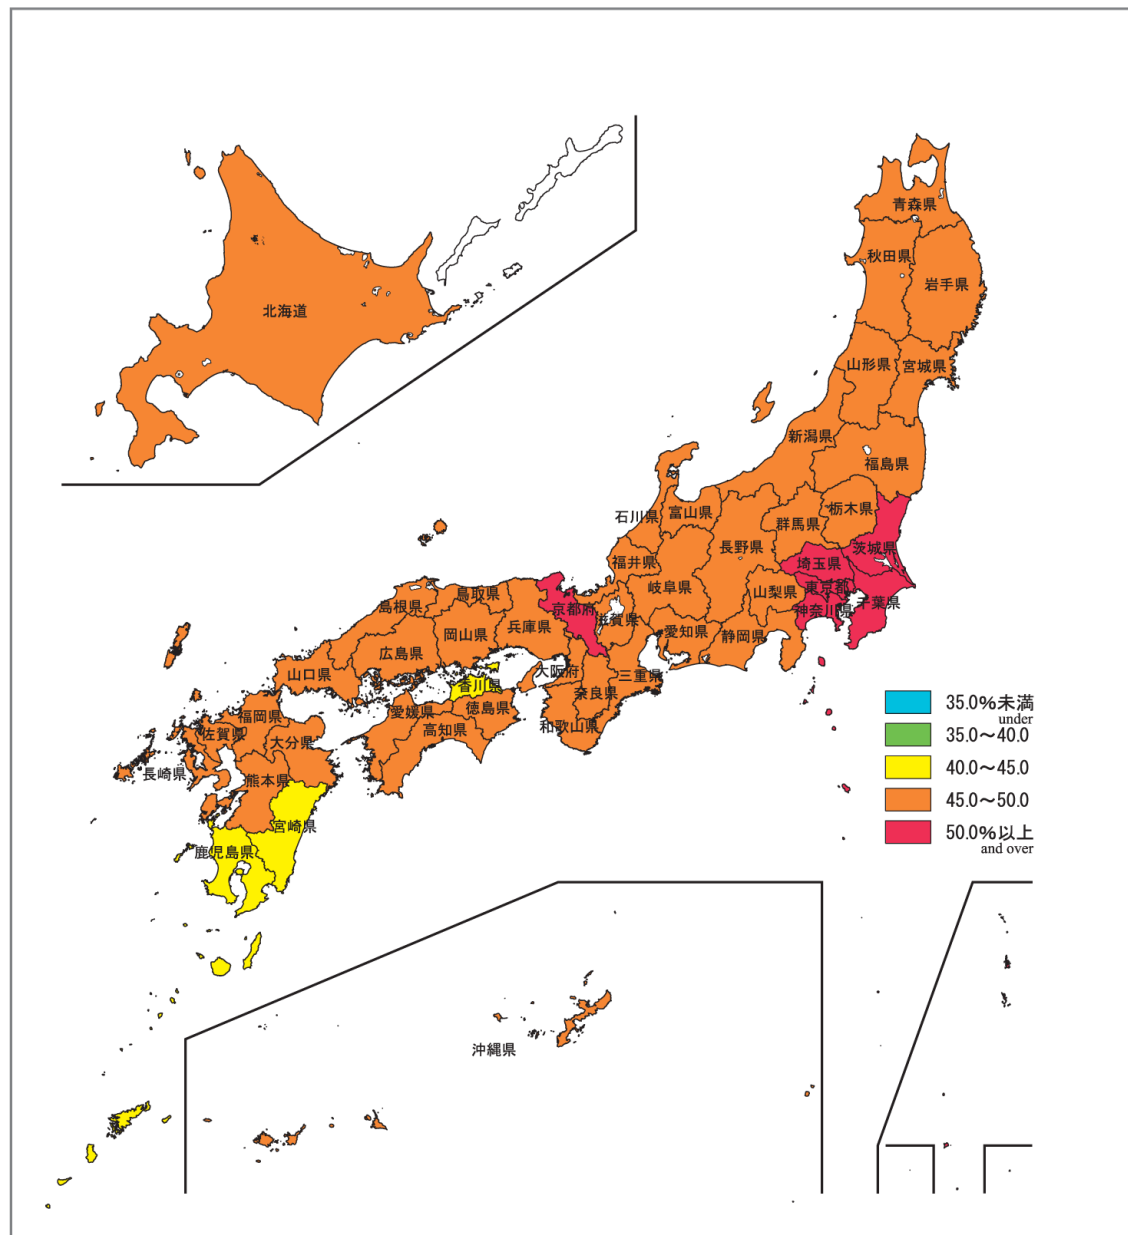 北海道
青森県
秋田県
岩手県
山形県
宮城県
新潟県
福島県
栃木県
群馬県
石川県
富山県
長野県
茨城県
埼玉県
福井県
岐阜県
山梨県
東京都
千葉県
神奈川県
愛知県
静岡県
滋賀県
京都府
鳥取県
島根県
兵庫県
岡山県
広島県
大阪府
三重県
山口県
香川県
奈良県
徳島県
愛媛県
和歌山県
高知県
福岡県
佐賀県
大分県
長崎県
熊本県
宮崎県
鹿児島県
沖縄県
35.0%未満
under
35.0～40.0
40.0～45.0
45.0～50.0
50.0%以上
and over